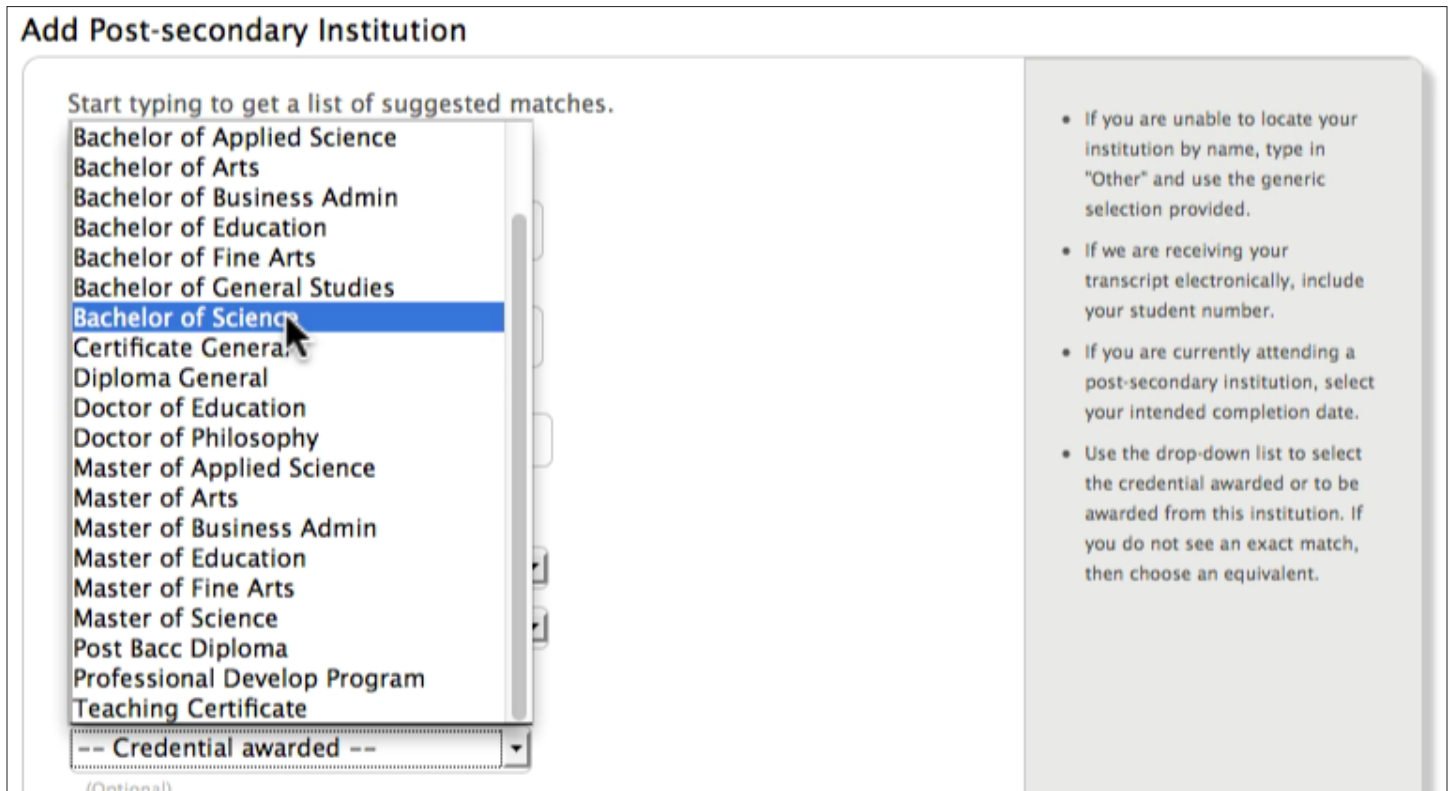 Add Post-secondary Institution
Start typing to get a list of suggested matches.
Bachelor of Applied Science
Bachelor of Arts
Bachelor of Business Admin
Bachelor of Education
Bachelor of Fine Arts
Bachelor of General Studies
Bachelor of Science
Certificate General
Diploma General
Doctor of Education
Doctor of Philosophy
Master of Applied Science
Master of Arts
Master of Business Admin
Master of Education
Master of Fine Arts
Master of Science
Post Bacc Diploma
Professional Develop Program
Teaching Certificate
-- Credential awarded --
(Optional)
• If you are unable to locate your
institution by name, type in
"Other" and use the generic
selection provided.
• If we are receiving your
transcript electronically, include
your student number.
• If you are currently attending a
post-secondary institution, select
your intended completion date.
• Use the drop-down list to select
the credential awarded or to be
awarded from this institution. If
you do not see an exact match,
then choose an equivalent.